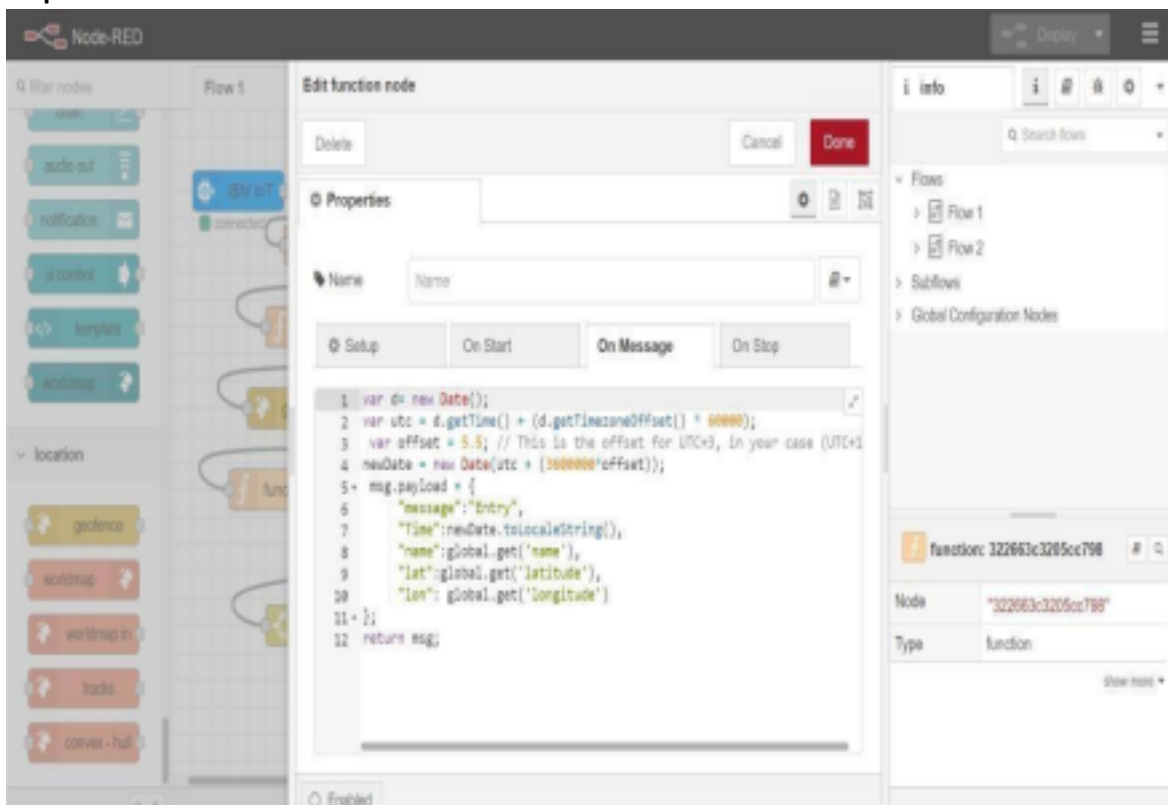 Node-RED
Deploy
filter nodes
Flow 1
audio out
notification
ui control
template
worldmap
location
geofence
worldmap
worldmap in
tracks
convex - hull
IBM IoT
connected
func
Edit function node
Delete
Cancel
Done
Properties
Name
Name
Setup
On Start
On Message
On Stop
1 var d= new Date();
2 var utc = d.getTime() + (d.getTimezoneOffset() * 60000);
3 var offset = 5.5; // This is the offset for UTC+3, in your case (UTC+1
4 newDate = new Date(utc + (3600000*offset));
5 msg.payload = {
6 "message":"Entry",
7 "Time":newDate.toLocaleString(),
8 "name":global.get('name'),
9 "lat":global.get('latitude'),
10 "lon": global.get('longitude')
11 };
12 return msg;
Enabled
i info
i
Search flows
Flows
Flow 1
Flow 2
Subflows
Global Configuration Nodes
function: 322663c3205cc798
Node "322663c3205cc798"
Type function
show more